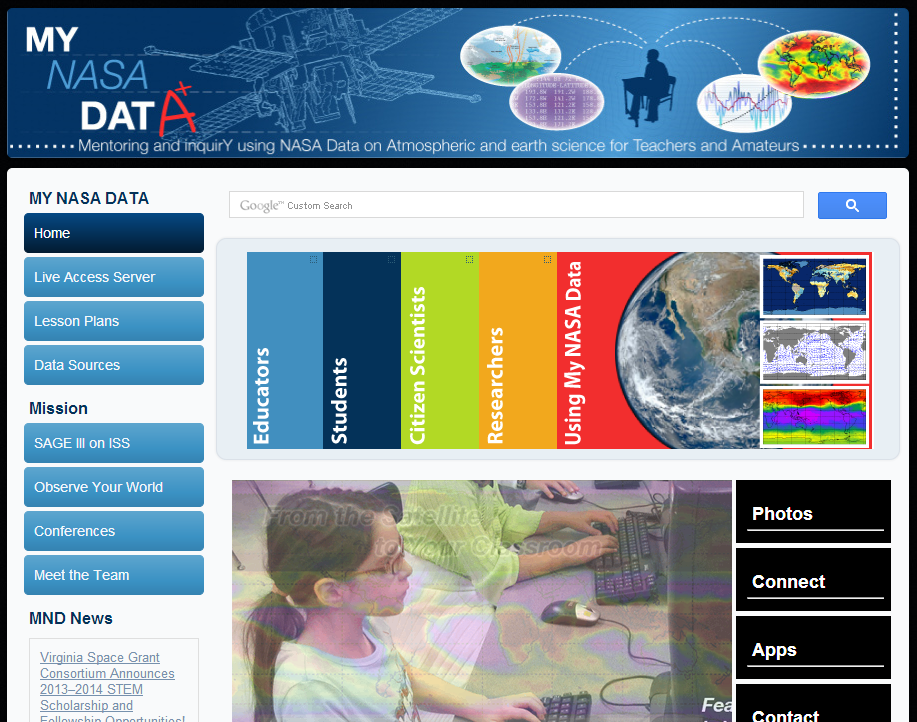 MY
NASA
DATA
Mentoring and inquirY using NASA Data on Atmospheric and earth science for Teachers and Amateurs
MY NASA DATA
Home
Live Access Server
Lesson Plans
Data Sources
Mission
SAGE III on ISS
Observe Your World
Conferences
Meet the Team
MND News
Virginia Space Grant
Consortium Announces
2013–2014 STEM
Scholarship and
Fellowship Opportunities!
Google™ Custom Search
Educators
Students
Citizen Scientists
Researchers
Using My NASA Data
From the Satellite
to Your Classroom
Fea
Photos
Connect
Apps
Contact